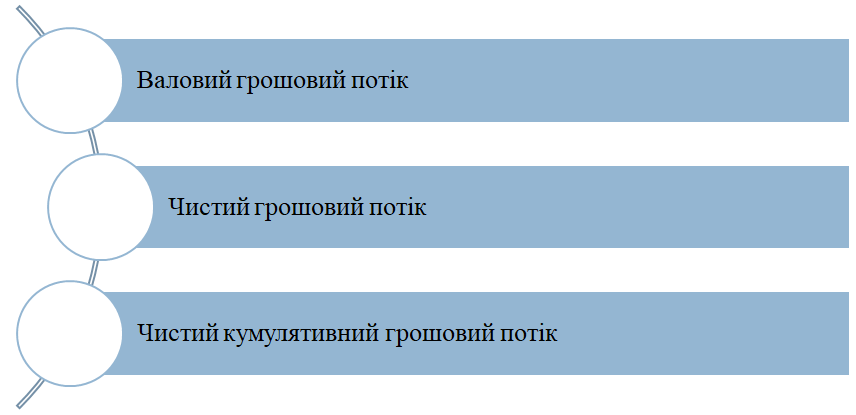 Валовий грошовий потік
Чистий грошовий потік
Чистий кумулятивний грошовий потік